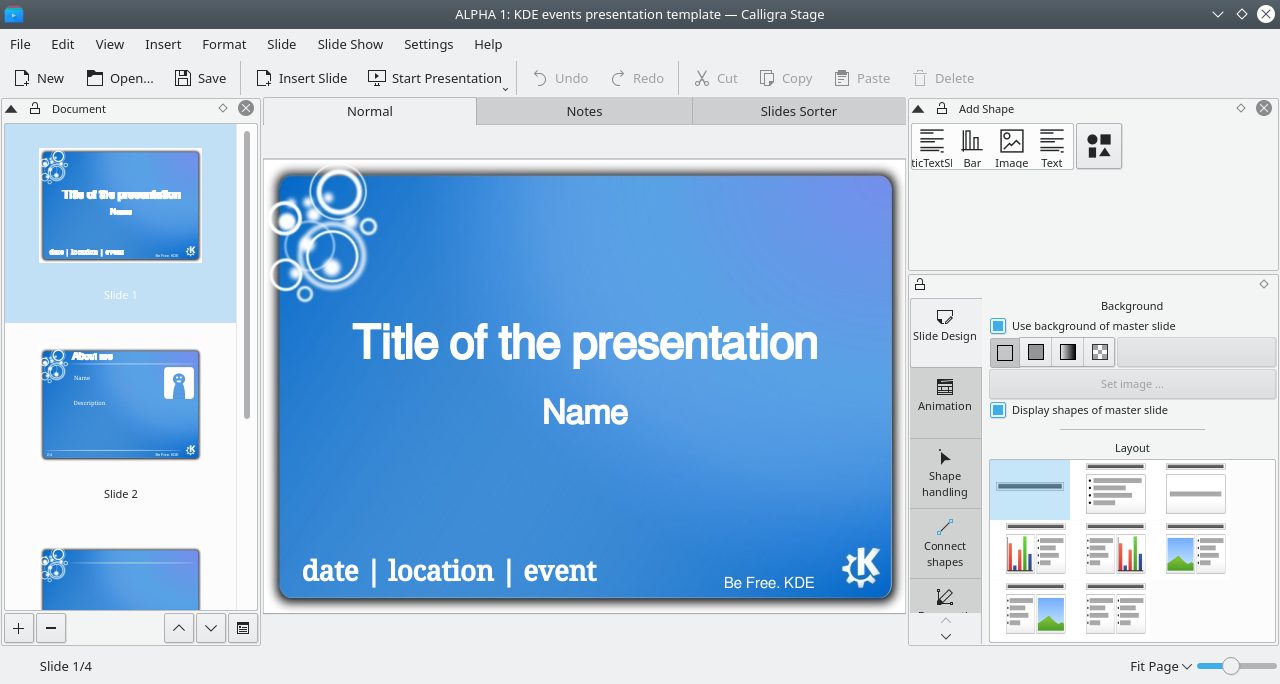 ALPHA 1: KDE events presentation template — Calligra Stage
File Edit View Insert Format Slide Slide Show Settings Help
New Open... Save Insert Slide Start Presentation Undo Redo Cut Copy Paste Delete
Document
Title of the presentation
Name
date | location | event
Be Free. KDE
Slide 1
About me
Name
Description
Be Free. KDE
Slide 2
Normal Notes Slides Sorter
Title of the presentation
Name
date | location | event
Be Free. KDE
Add Shape
ticTextSl Bar Image Text
Slide Design
Animation
Shape
handling
Connect
shapes
Background
Use background of master slide
Set image ...
Display shapes of master slide
Layout
Slide 1/4
Fit Page